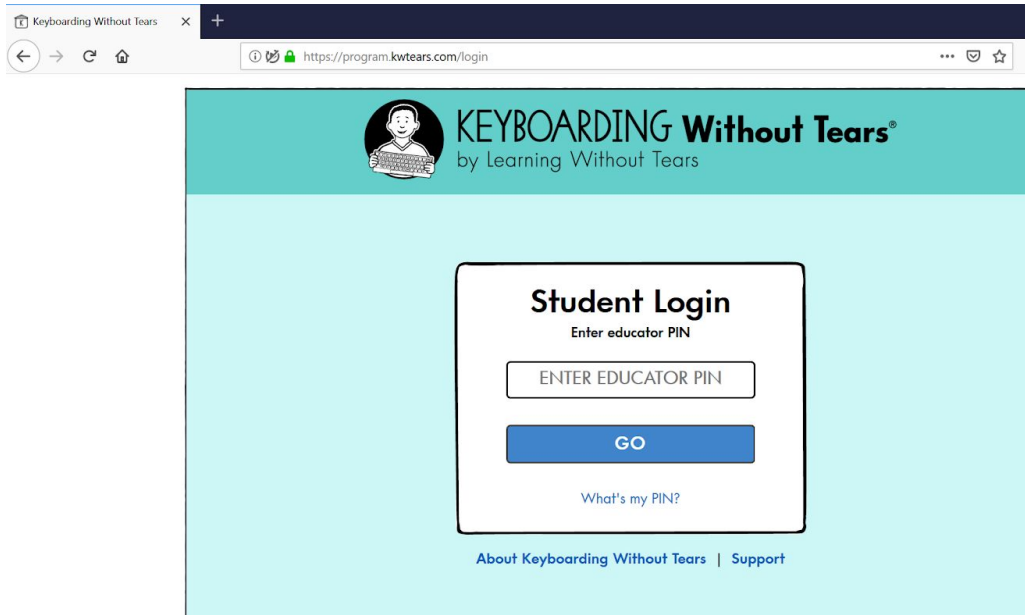 Keyboarding Without Tears
https://program.kwtears.com/login
KEYBOARDING Without Tears®
by Learning Without Tears
Student Login
Enter educator PIN
ENTER EDUCATOR PIN
GO
What's my PIN?
About Keyboarding Without Tears | Support